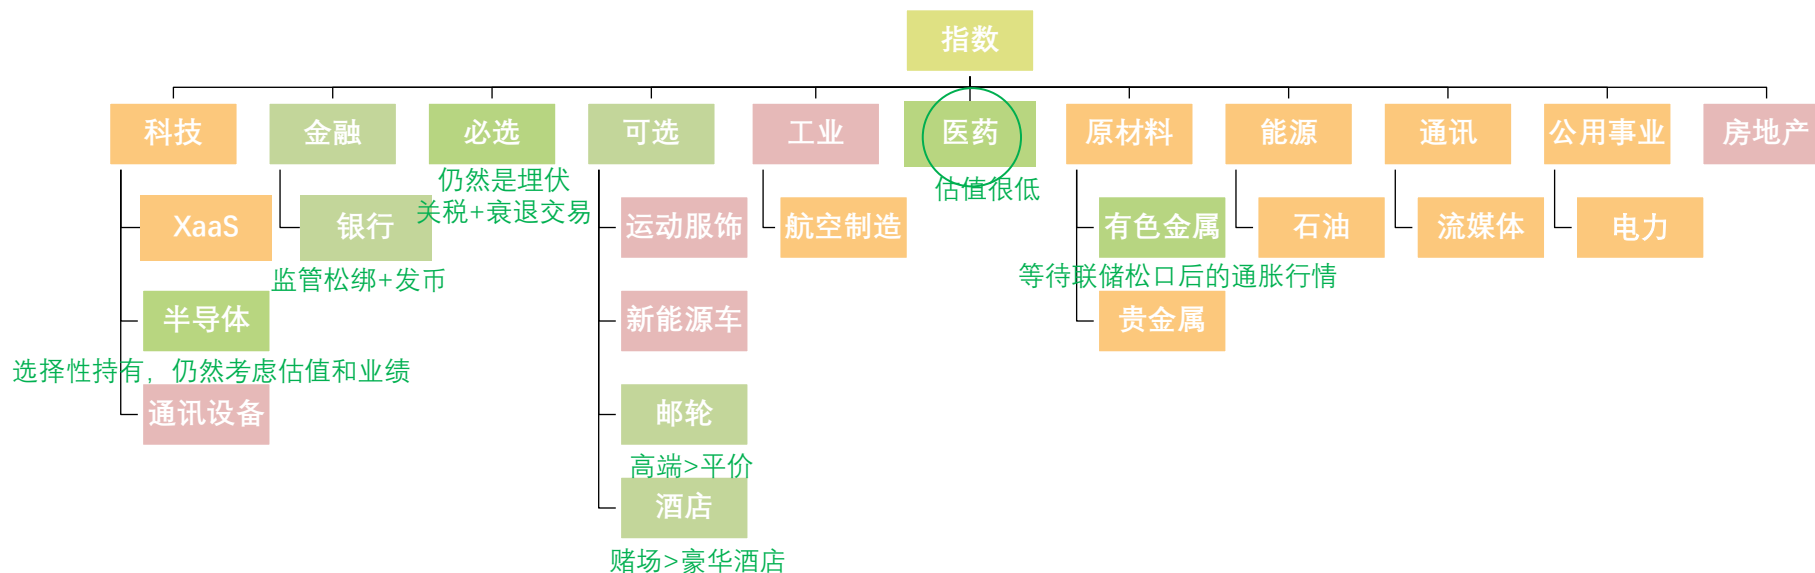 指数
科技
金融
必选
可选
工业
医药
原材料
能源
通讯
公用事业
房地产
仍然是埋伏
关税+衰退交易
估值很低
XaaS
银行
运动服饰
航空制造
有色金属
石油
流媒体
电力
监管松绑+发币
等待联储松口后的通胀行情
半导体
新能源车
贵金属
选择性持有，仍然考虑估值和业绩
通讯设备
邮轮
高端>平价
酒店
赌场>豪华酒店